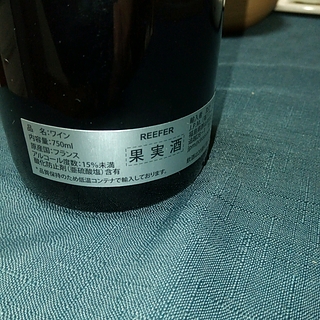 品 名:ワイン
内容量:750ml
原産国:フランス
アルコール度数:15%未満
酸化防止剤(亜硫酸塩)含有
*品質保持のため低温コンテナで輸入しております。
REEFER
果実酒